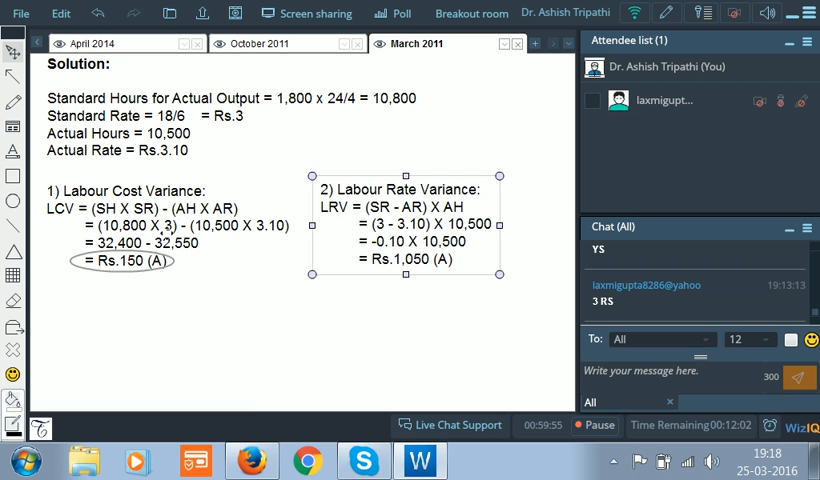 File Edit Media Screen sharing Poll Breakout room Dr. Ashish Tripathi
April 2014 October 2011 March 2011
Solution:
Standard Hours for Actual Output = 1,800 x 24/4 = 10,800
Standard Rate = 18/6 = Rs.3
Actual Hours = 10,500
Actual Rate = Rs.3.10
1) Labour Cost Variance:
LCV = (SH X SR) - (AH X AR)
= (10,800 X 3) - (10,500 X 3.10)
= 32,400 - 32,550
= Rs.150 (A)
2) Labour Rate Variance:
LRV = (SR - AR) X AH
= (3 - 3.10) X 10,500
= -0.10 X 10,500
= Rs.1,050 (A)
Attendee list (1)
Dr. Ashish Tripathi (You)
laxmigupt...
Chat (All)
YS
laxmigupta8286@yahoo 19:13:13
3 RS
To: All 12
Write your message here.
300
All
Live Chat Support 00:59:55 Pause Time Remaining 00:12:02 WizIQ
W
19:18
25-03-2016